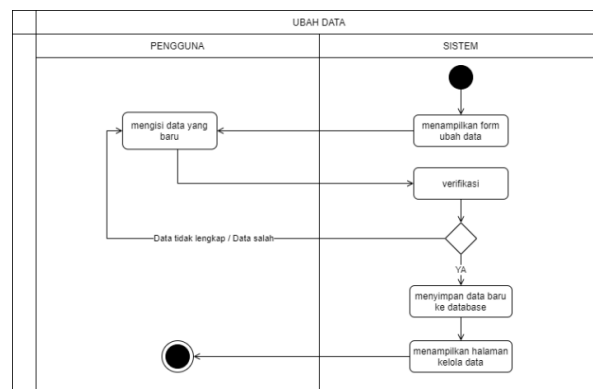 UBAH DATA
PENGGUNA
SISTEM
menampilkan form
ubah data
mengisi data yang
baru
verifikasi
Data tidak lengkap / Data salah
YA
menyimpan data baru
ke database
menampilkan halaman
kelola data